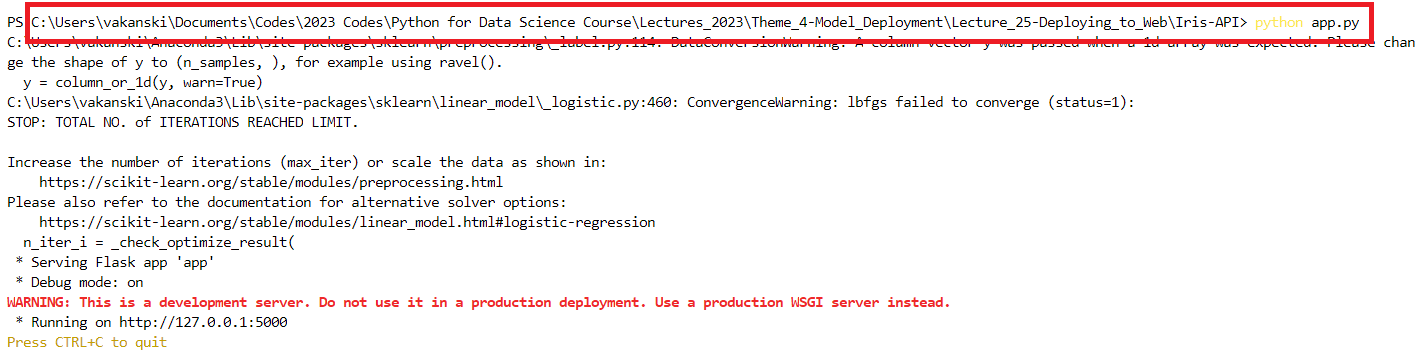 PS C:\Users\vakanski\Documents\Codes\2023 Codes\Python for Data Science Course\Lectures_2023\Theme_4-Model_Deployment\Lecture_25-Deploying_to_Web\Iris-API> python app.py
C:\Users\vakanski\Anaconda3\Lib\site-packages\sklearn\preprocessing\_label.py:114: DataConversionWarning: A column-vector y was passed when a 1d array was expected. Please chan
ge the shape of y to (n_samples, ), for example using ravel().
  y = column_or_1d(y, warn=True)
C:\Users\vakanski\Anaconda3\Lib\site-packages\sklearn\linear_model\_logistic.py:460: ConvergenceWarning: lbfgs failed to converge (status=1):
STOP: TOTAL NO. of ITERATIONS REACHED LIMIT.

Increase the number of iterations (max_iter) or scale the data as shown in:
    https://scikit-learn.org/stable/modules/preprocessing.html
Please also refer to the documentation for alternative solver options:
    https://scikit-learn.org/stable/modules/linear_model.html#logistic-regression
  n_iter_i = _check_optimize_result(
 * Serving Flask app 'app'
 * Debug mode: on
WARNING: This is a development server. Do not use it in a production deployment. Use a production WSGI server instead.
 * Running on http://127.0.0.1:5000
Press CTRL+C to quit